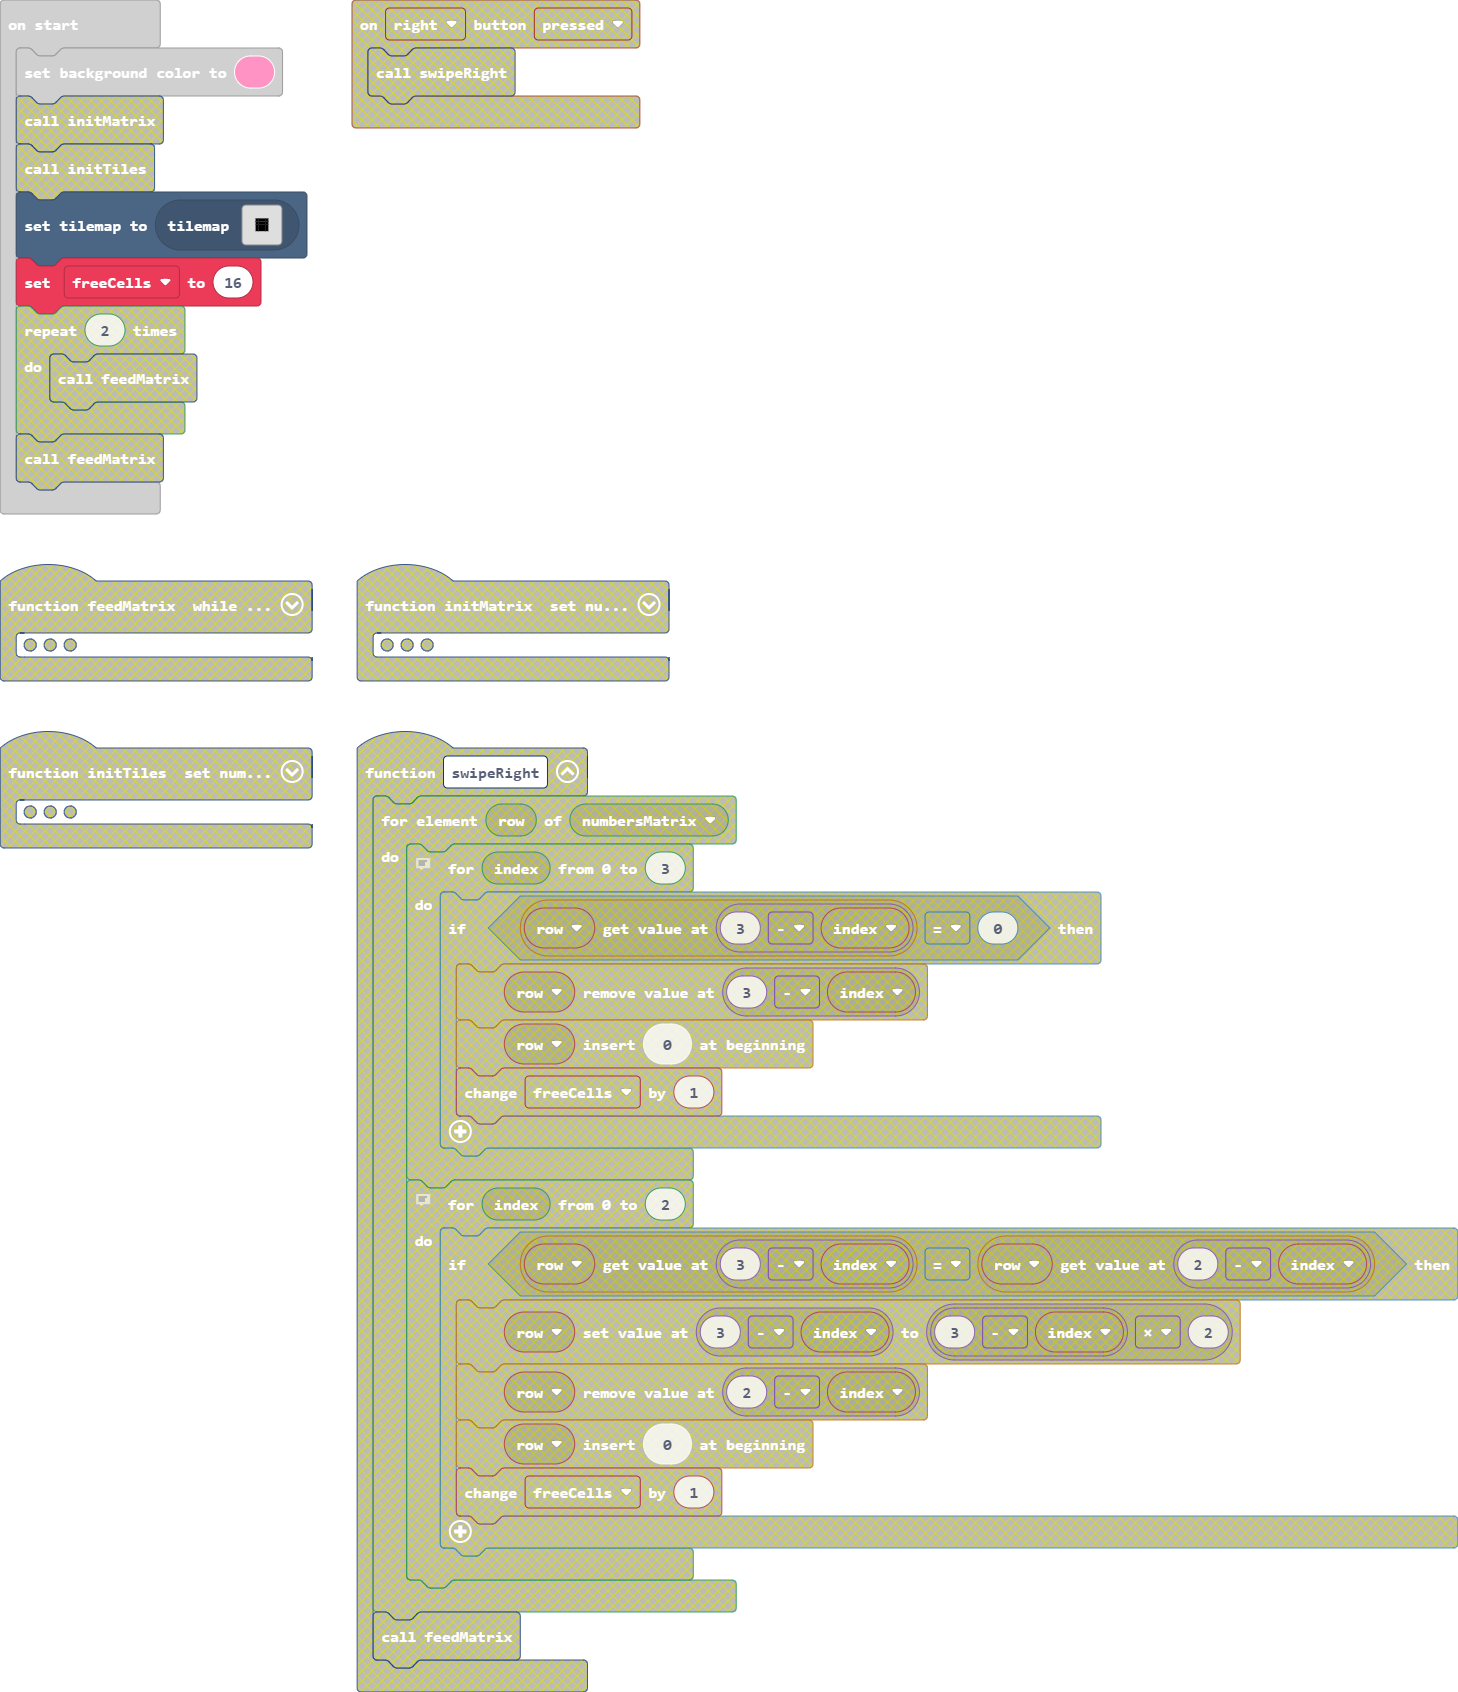 on start
set background color to
call initMatrix
call initTiles
set tilemap to tilemap
set freeCells to 16
repeat 2 times
do
call feedMatrix
call feedMatrix
on right button pressed
call swipeRight
function feedMatrix while ...
function initMatrix set nu...
function initTiles set num...
function swipeRight
for element row of numbersMatrix
do
for index from 0 to 3
do
if row get value at 3 - index = 0 then
row remove value at 3 - index
row insert 0 at beginning
change freeCells by 1
for index from 0 to 2
do
if row get value at 3 - index = row get value at 2 - index then
row set value at 3 - index to 3 - index × 2
row remove value at 2 - index
row insert 0 at beginning
change freeCells by 1
call feedMatrix